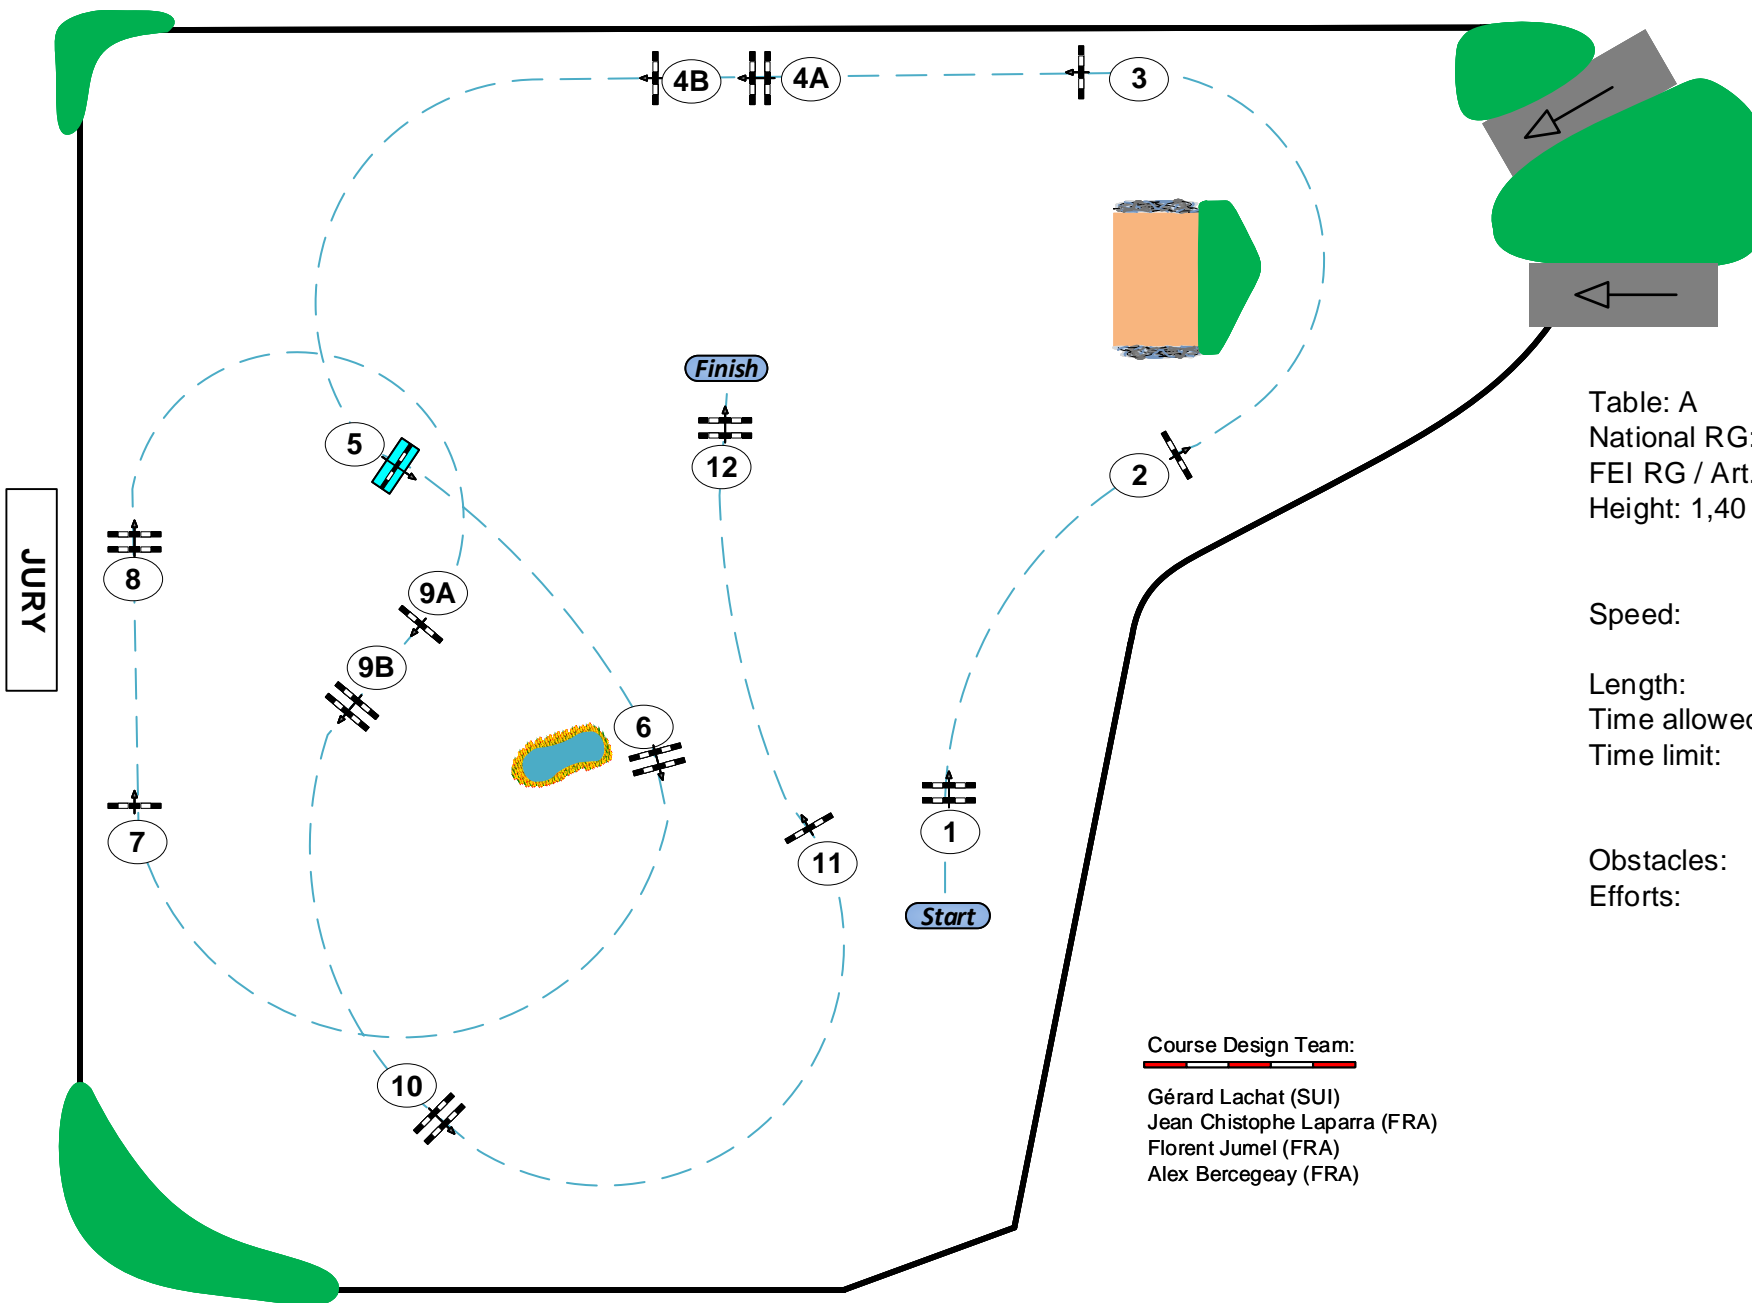 4B
4A
3
Finish
5
12
2
8
9A
9B
6
7
1
11
Start
10
JURY
Table: A
National RG:
FEI RG / Art.
Height: 1,40
Speed:
Length:
Time allowed
Time limit:
Obstacles:
Efforts:
Course Design Team:
Gérard Lachat (SUI)
Jean Chistophe Laparra (FRA)
Florent Jumel (FRA)
Alex Bercegeay (FRA)